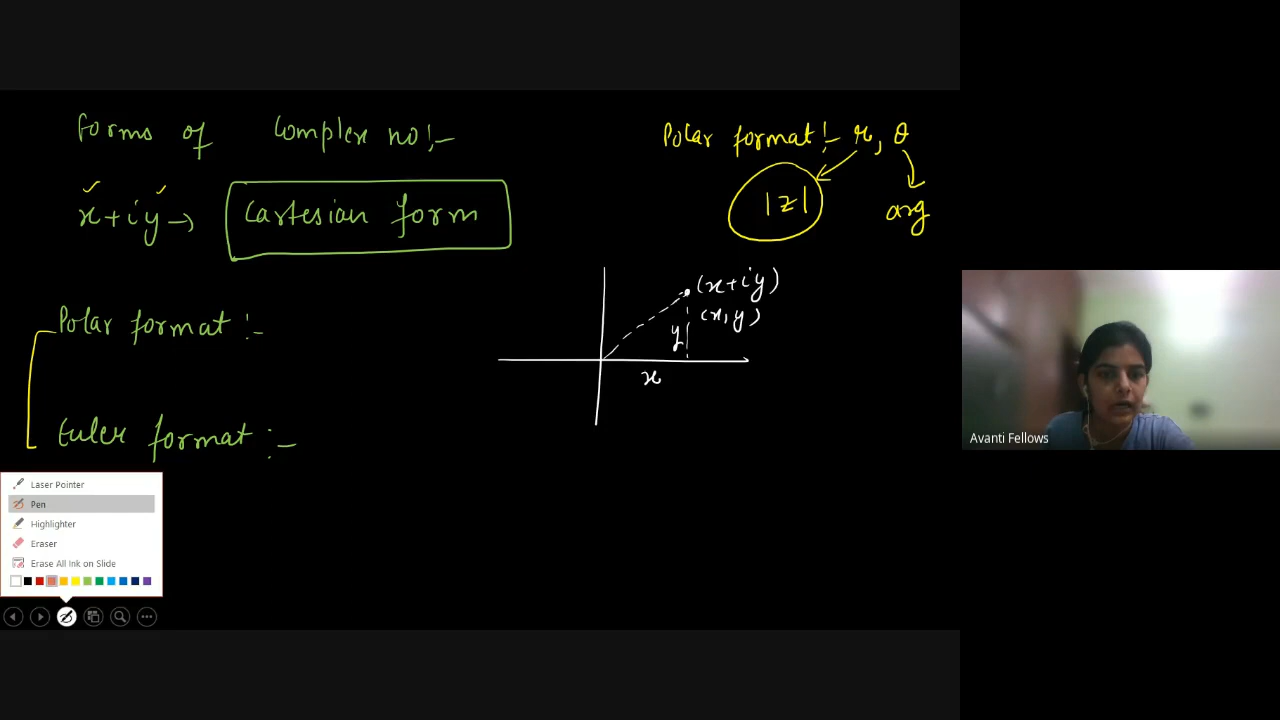 forms of complex no!-
x+iy→ Cartesian form
Polar format:-
Euler format:-
Polar format!- r, θ
|z| arg
(x+iy)
(x,y)
y
x
Laser Pointer
Pen
Highlighter
Eraser
Erase All Ink on Slide
Avanti Fellows